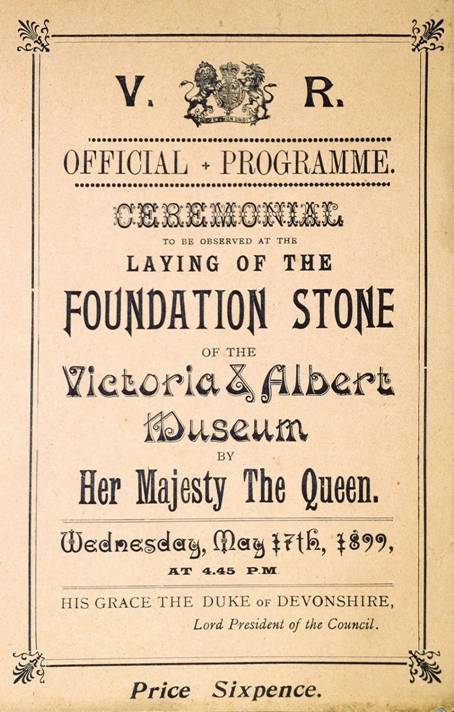 V. R.
OFFICIAL + PROGRAMME.
CEREMONIAL
TO BE OBSERVED AT THE
LAYING OF THE
FOUNDATION STONE
OF THE
Victoria & Albert
Museum
BY
Her Majesty The Queen.
Wednesday, May 17th, 1899,
AT 4.45 P.M
HIS GRACE THE DUKE OF DEVONSHIRE,
Lord President of the Council.
Price Sixpence.